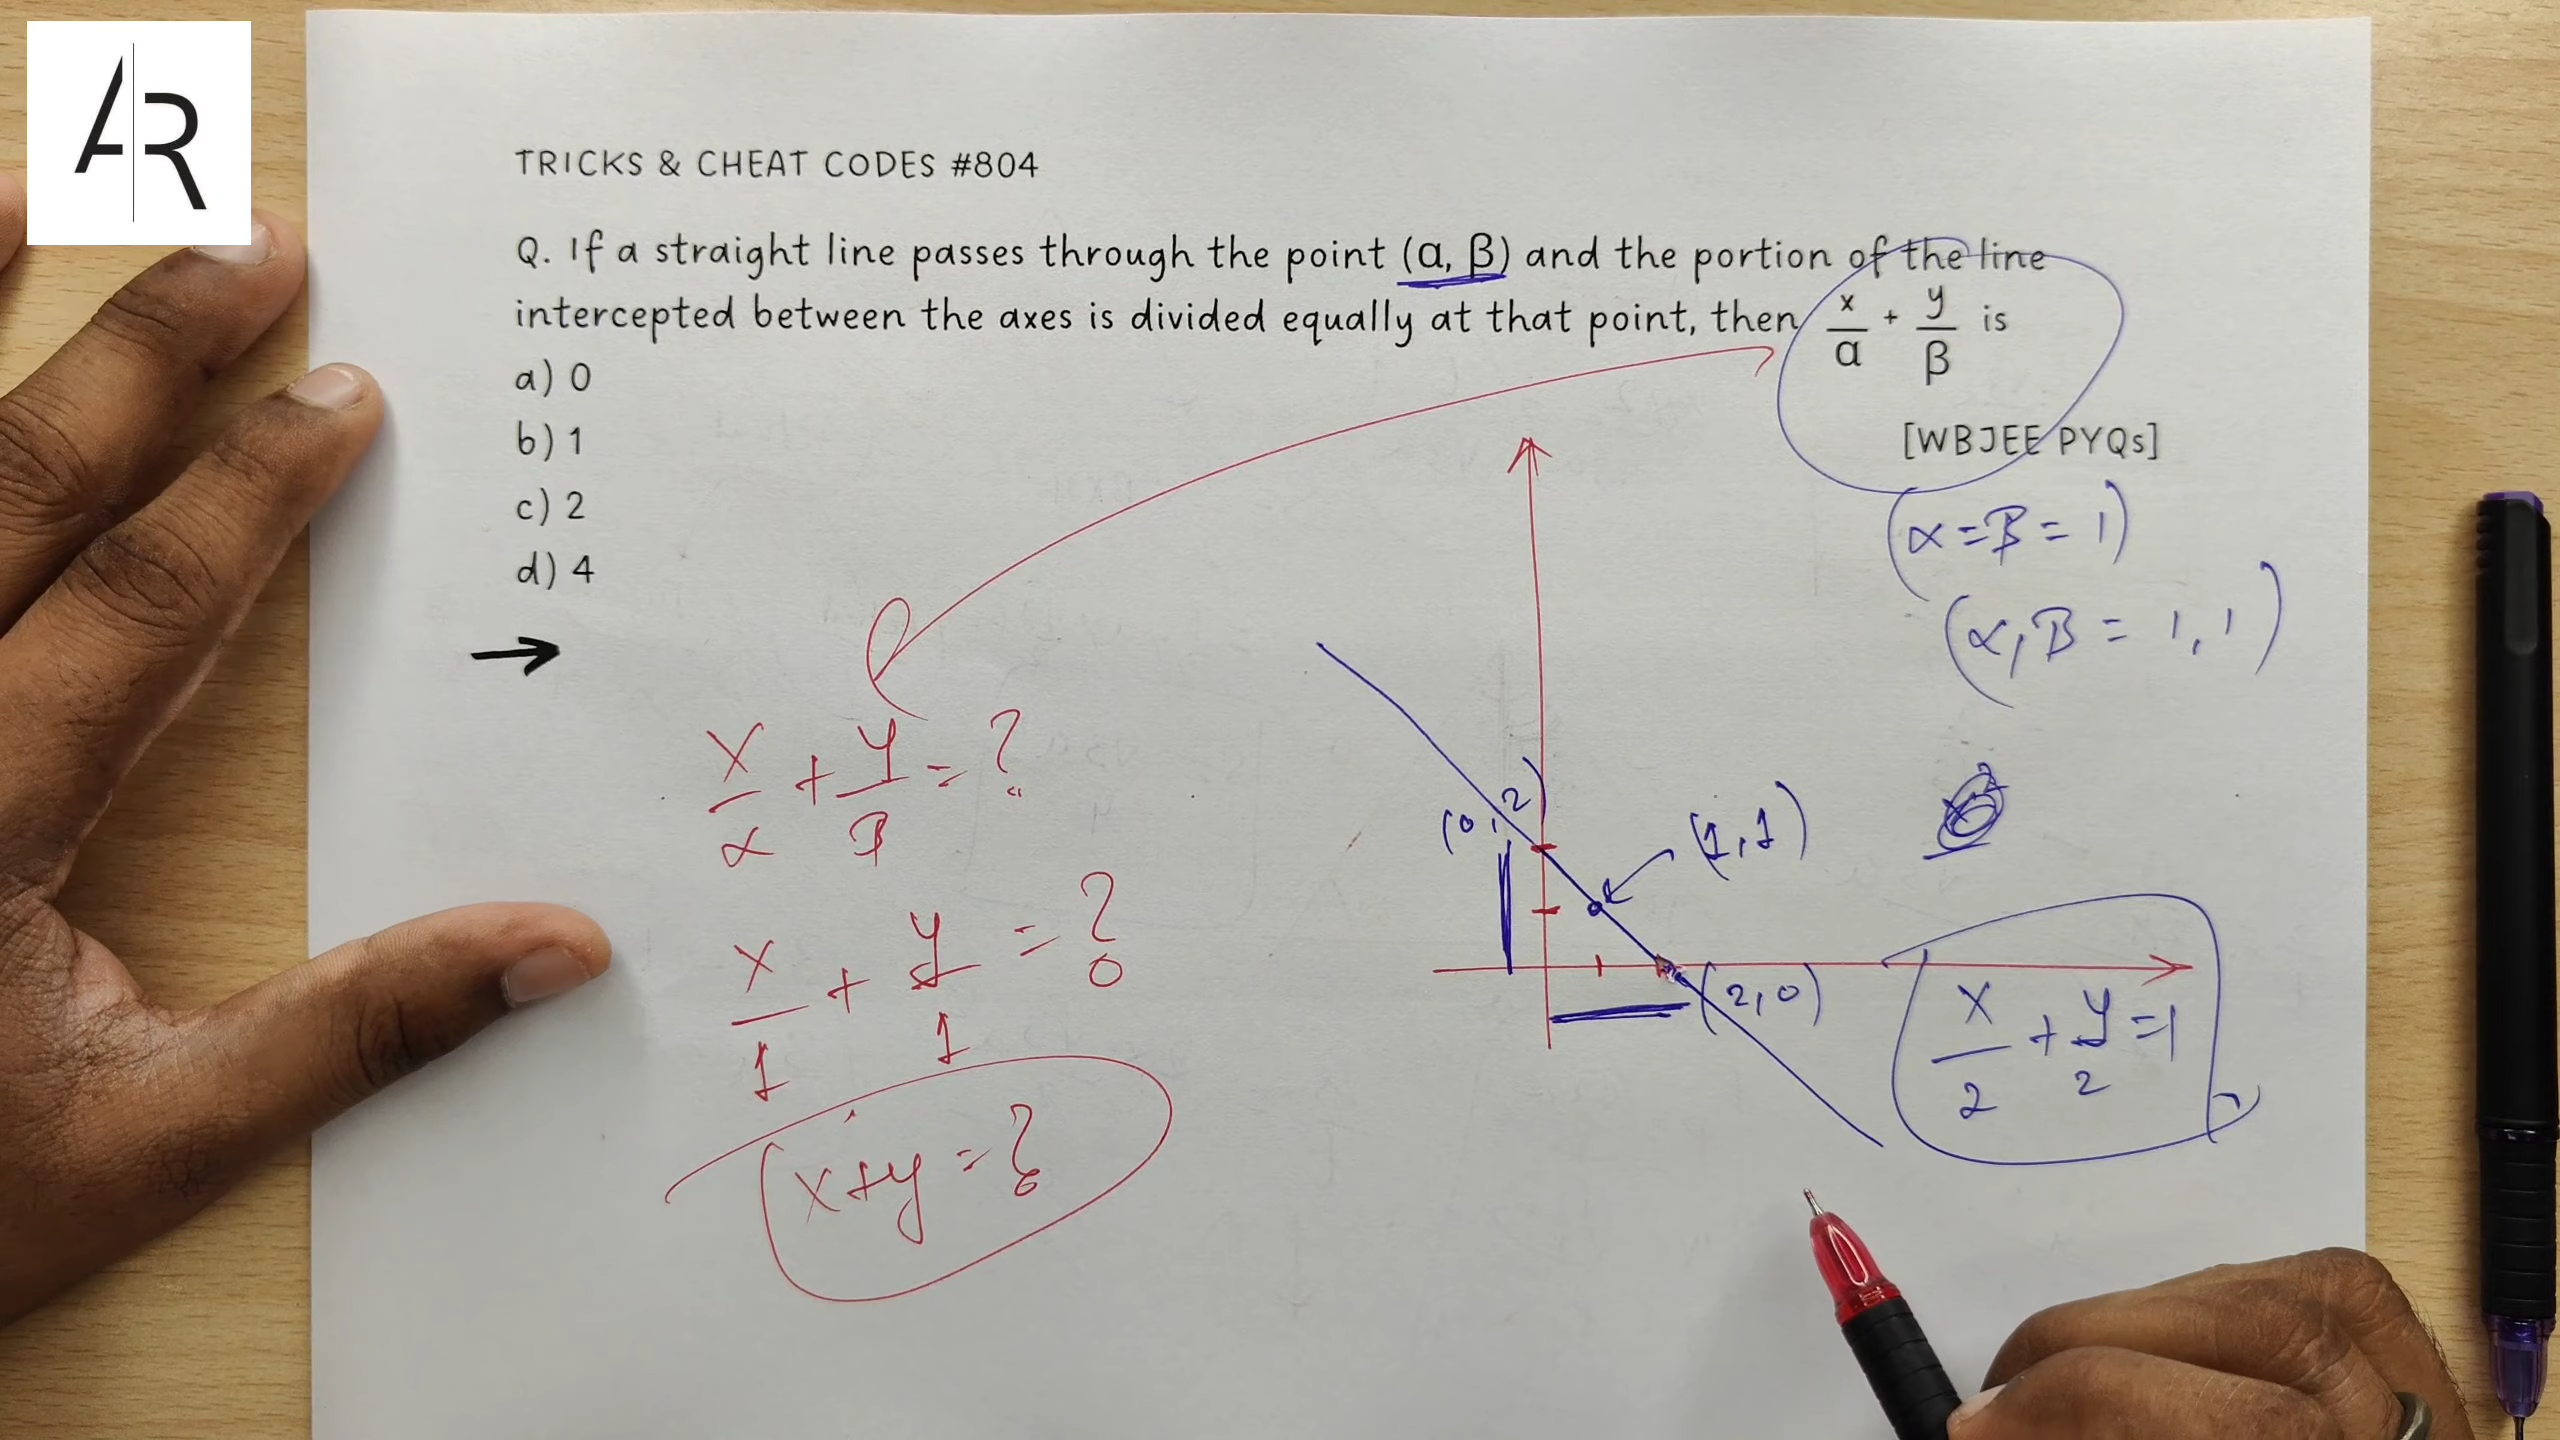 AR
TRICKS & CHEAT CODES #804
Q. If a straight line passes through the point (α, β) and the portion of the line
intercepted between the axes is divided equally at that point, then x/α + y/β is
a) 0
b) 1
[WBJEE PYQs]
c) 2
d) 4
(α = β = 1)
(α, β = 1, 1)
x/α + y/β = ?
x/1 + y/1 = ?
x+y = ?
(0, 2)
(1, 1)
(2, 0)
x/2 + y/2 = 1